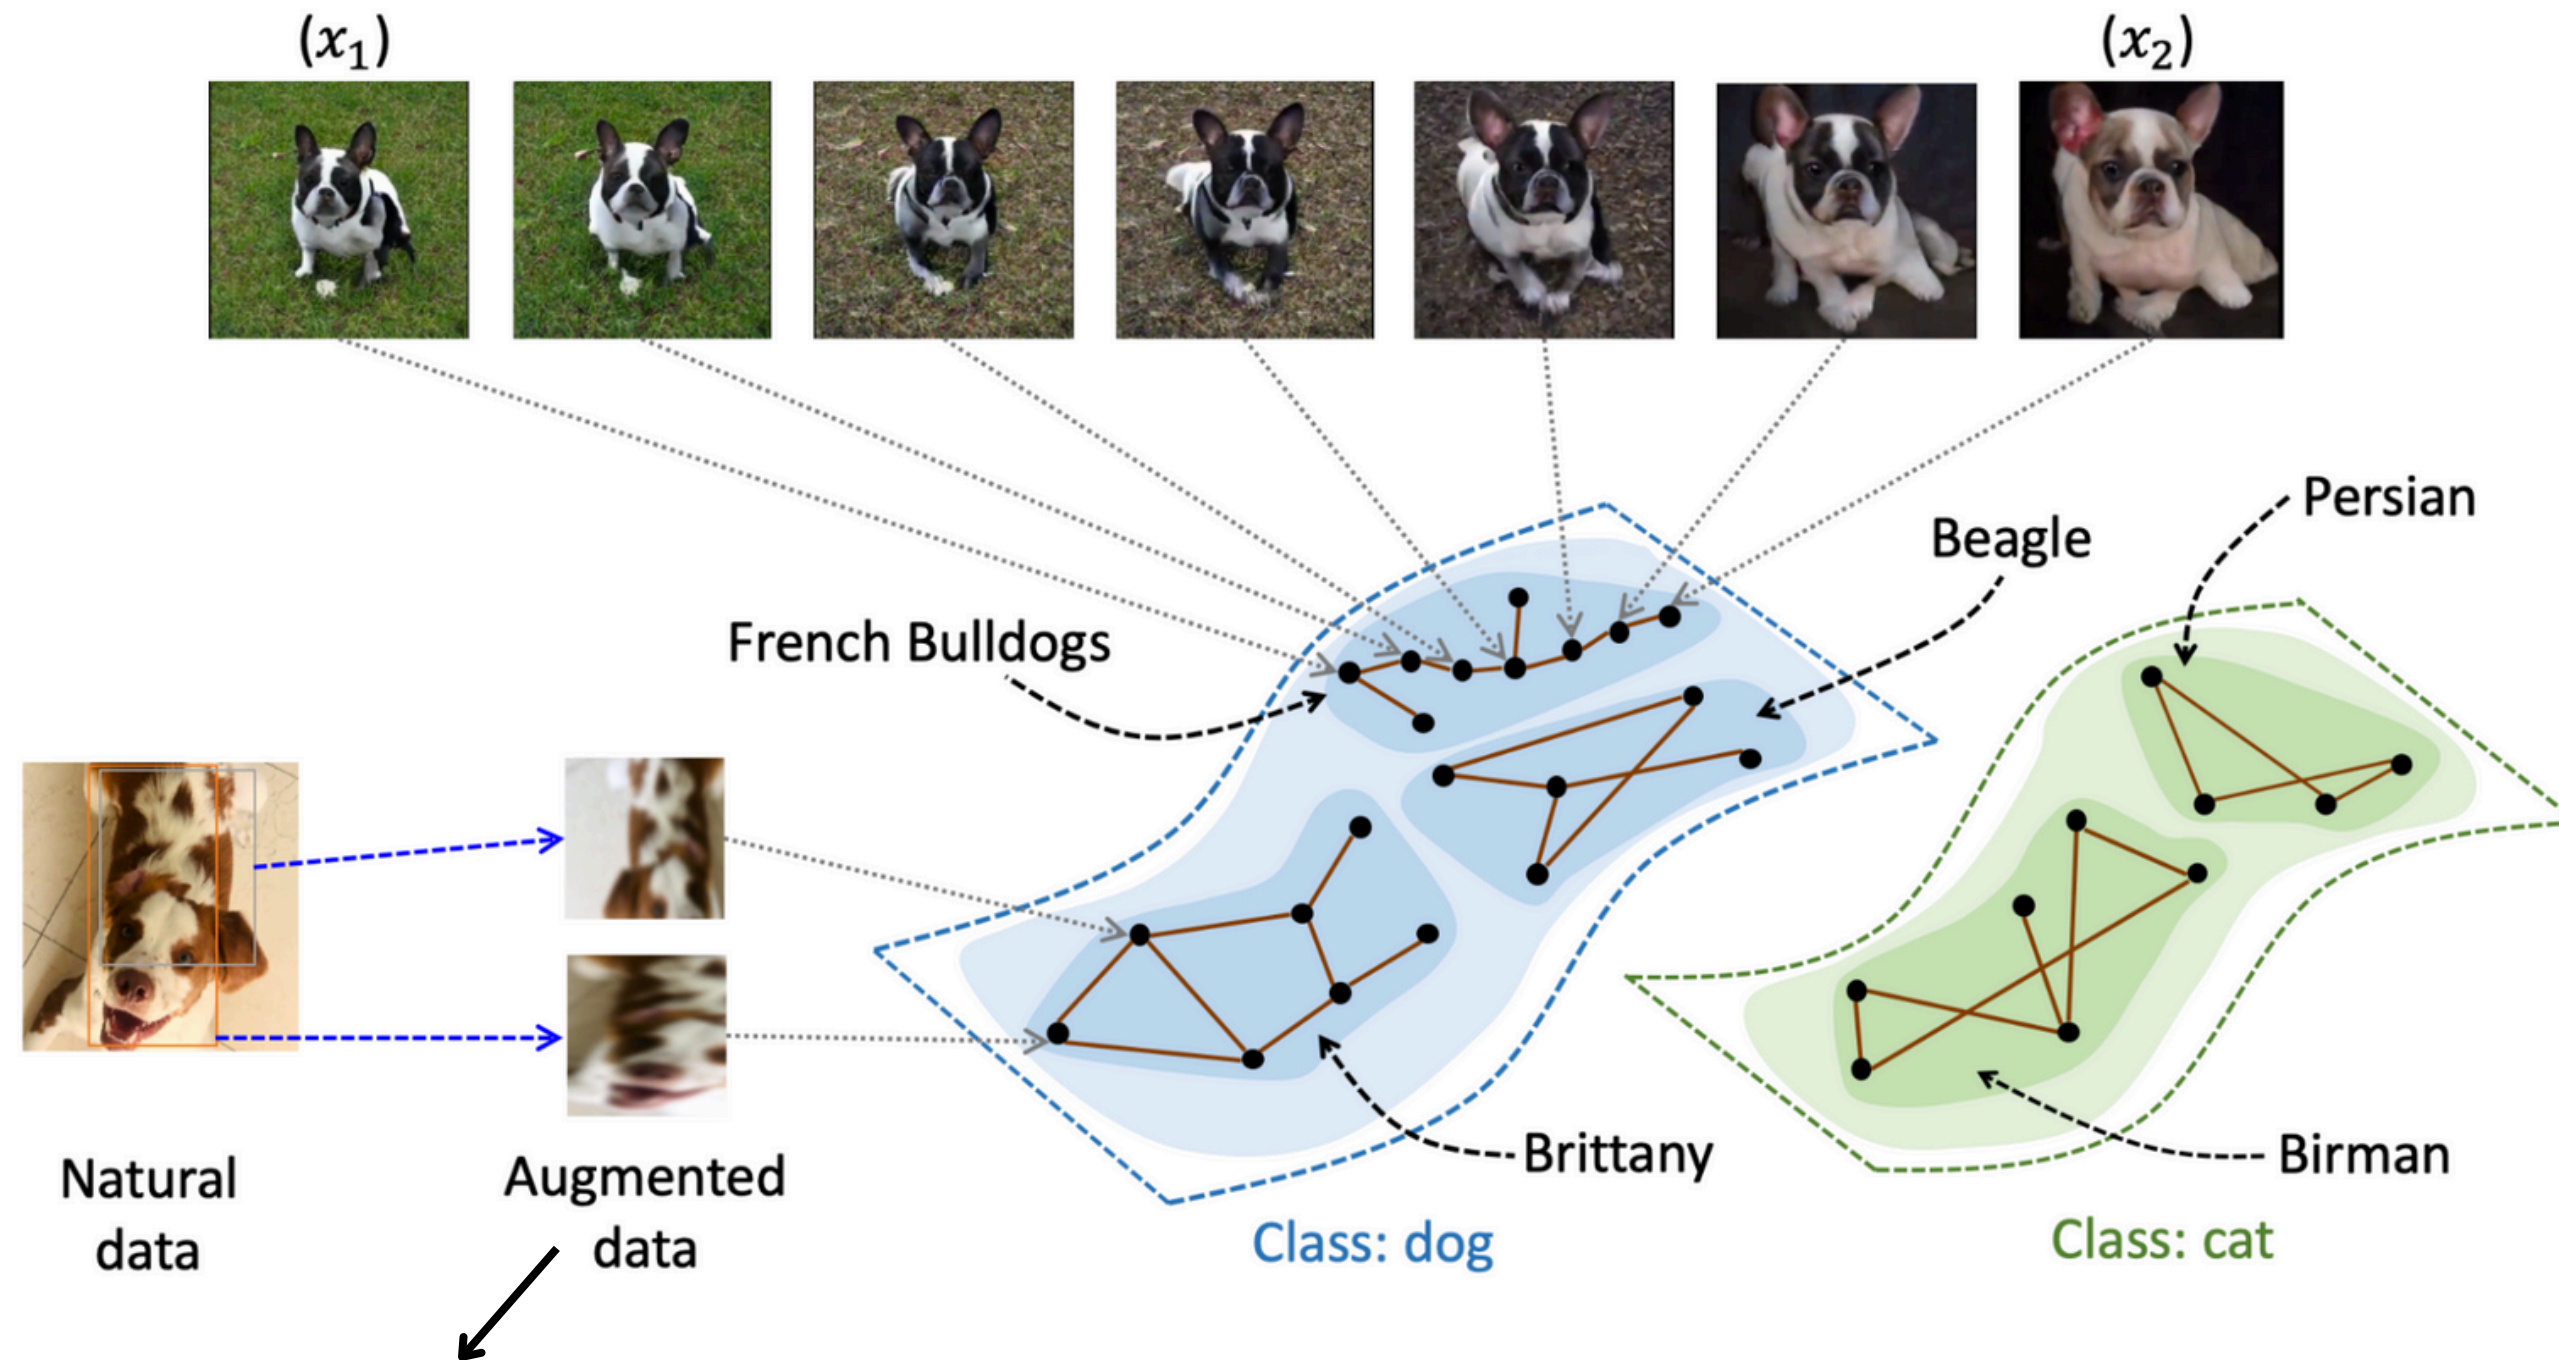 (x₁)
(x₂)
Persian
Beagle
French Bulldogs
Natural
data
Augmented
data
Brittany
Birman
Class: dog
Class: cat